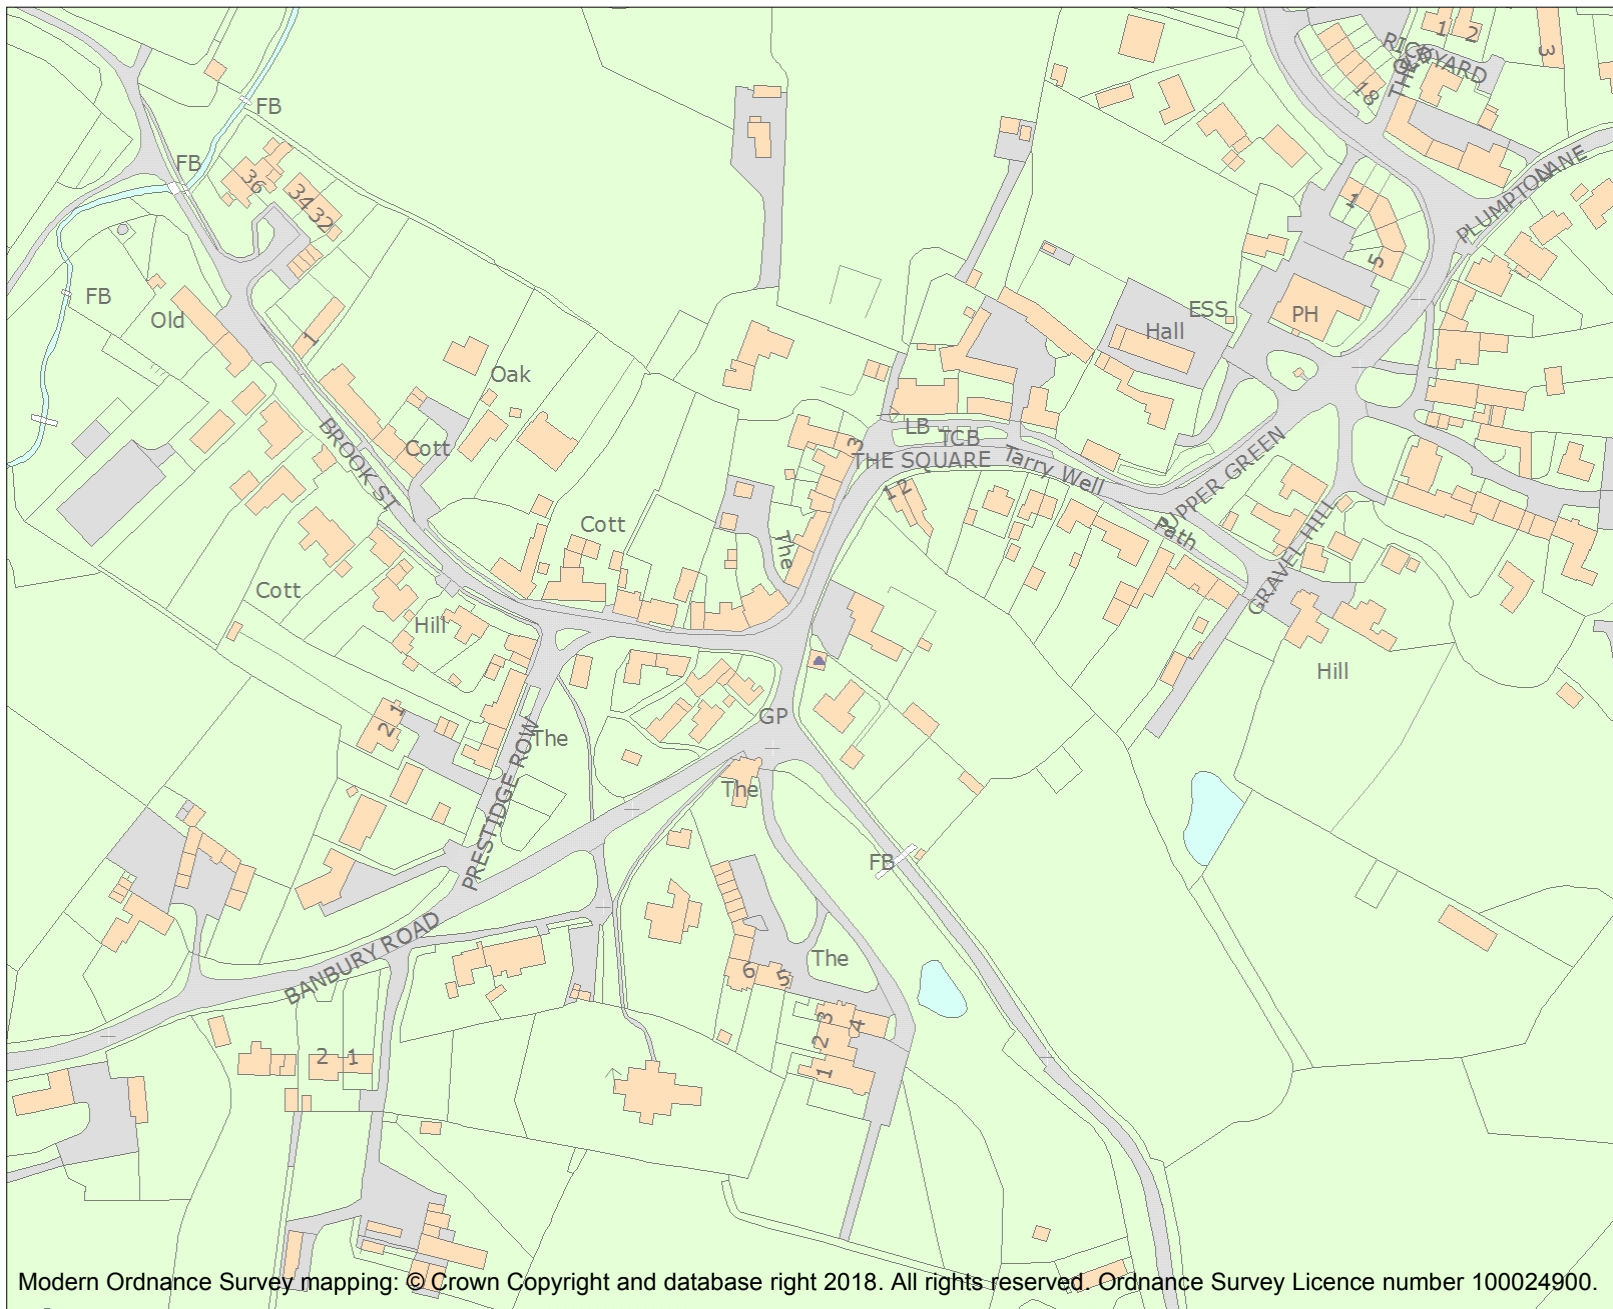 1 2
3
RICKYARD
THE
18
FB
FB
36
34
32
PLUMPTON LANE
1
5
FB
Old
ESS
PH
Hall
1
Oak
BROOK ST
Cott
LB
TCB
3
THE SQUARE
Tarry Well
Path
UPPER GREEN
1 2
Cott
The
GRAVEL HILL
Cott
Hill
Hill
GP
2 1
The
PRESTIDGE ROW
The
FB
BANBURY ROAD
The
6
5
3
4
2
1
2 1
Modern Ordnance Survey mapping: © Crown Copyright and database right 2018. All rights reserved. Ordnance Survey Licence number 100024900.